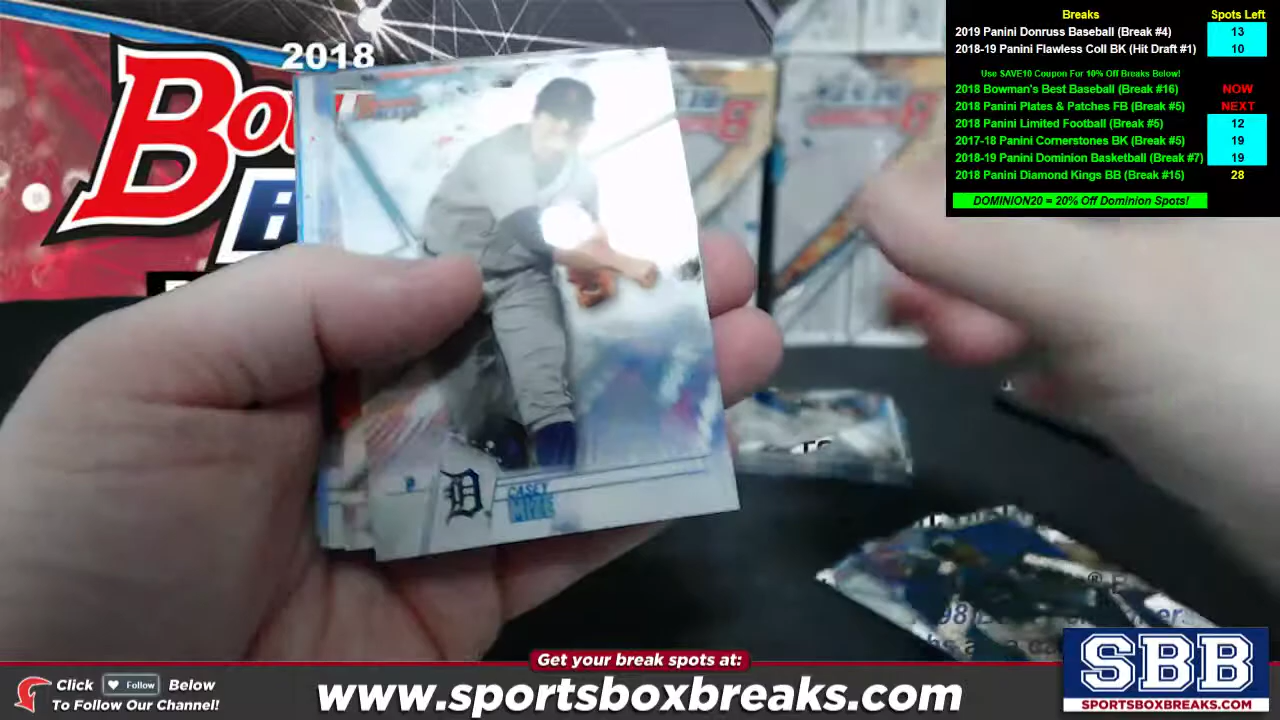 Breaks Spots Left
2019 Panini Donruss Baseball (Break #4) 13
2018-19 Panini Flawless Coll BK (Hit Draft #1) 10
Use SAVE10 Coupon For 10% Off Breaks Below!
2018 Bowman's Best Baseball (Break #16) NOW
2018 Panini Plates & Patches FB (Break #5) NEXT
2018 Panini Limited Football (Break #5) 12
2017-18 Panini Cornerstones BK (Break #5) 19
2018-19 Panini Dominion Basketball (Break #7) 19
2018 Panini Diamond Kings BB (Break #15) 28
DOMINION20 = 20% Off Dominion Spots!
2018
P
D
CASEY
MIZE
Get your break spots at:
www.sportsboxbreaks.com
Click Follow Below
To Follow Our Channel!
SBB
SPORTSBOXBREAKS.COM